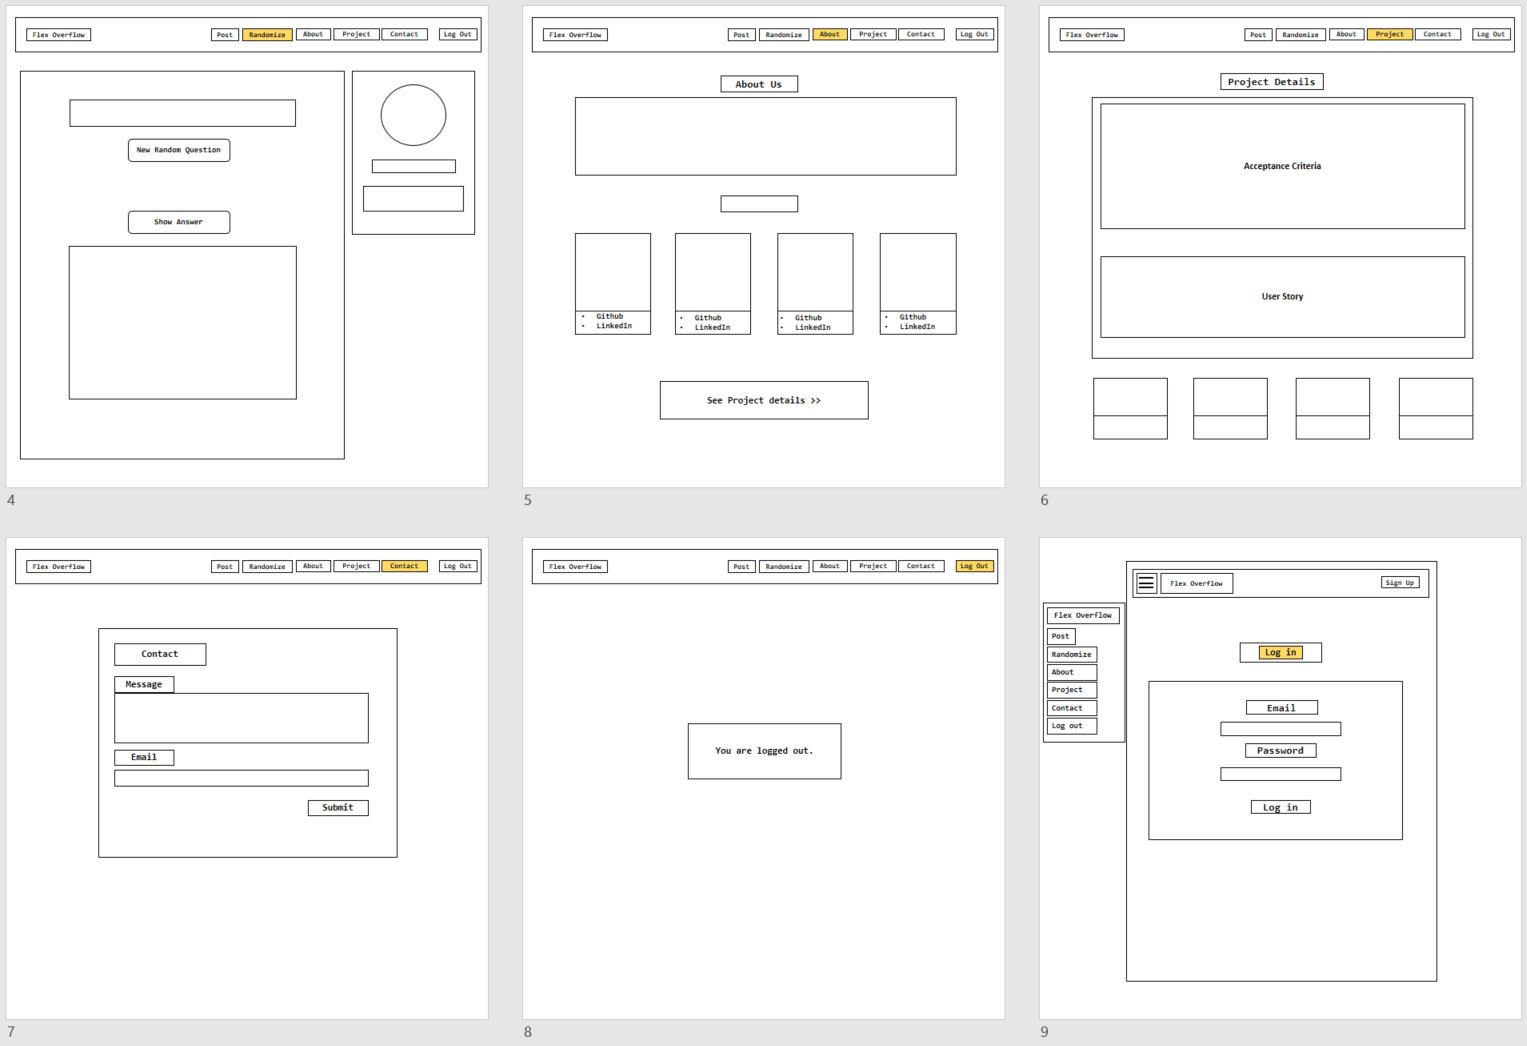 Flex Overflow Post Randomize About Project Contact Log Out
New Random Question
Show Answer
4
Flex Overflow Post Randomize About Project Contact Log Out
About Us
• Github • Github • Github • Github
• LinkedIn • LinkedIn • LinkedIn • LinkedIn
See Project details >>
5
Flex Overflow Post Randomize About Project Contact Log Out
Project Details
Acceptance Criteria
User Story
6
Flex Overflow Post Randomize About Project Contact Log Out
Contact
Message
Email
Submit
7
Flex Overflow Post Randomize About Project Contact Log Out
You are logged out.
8
Flex Overflow Sign Up
Flex Overflow
Post
Randomize
About
Project
Contact
Log out
Log in
Email
Password
Log in
9